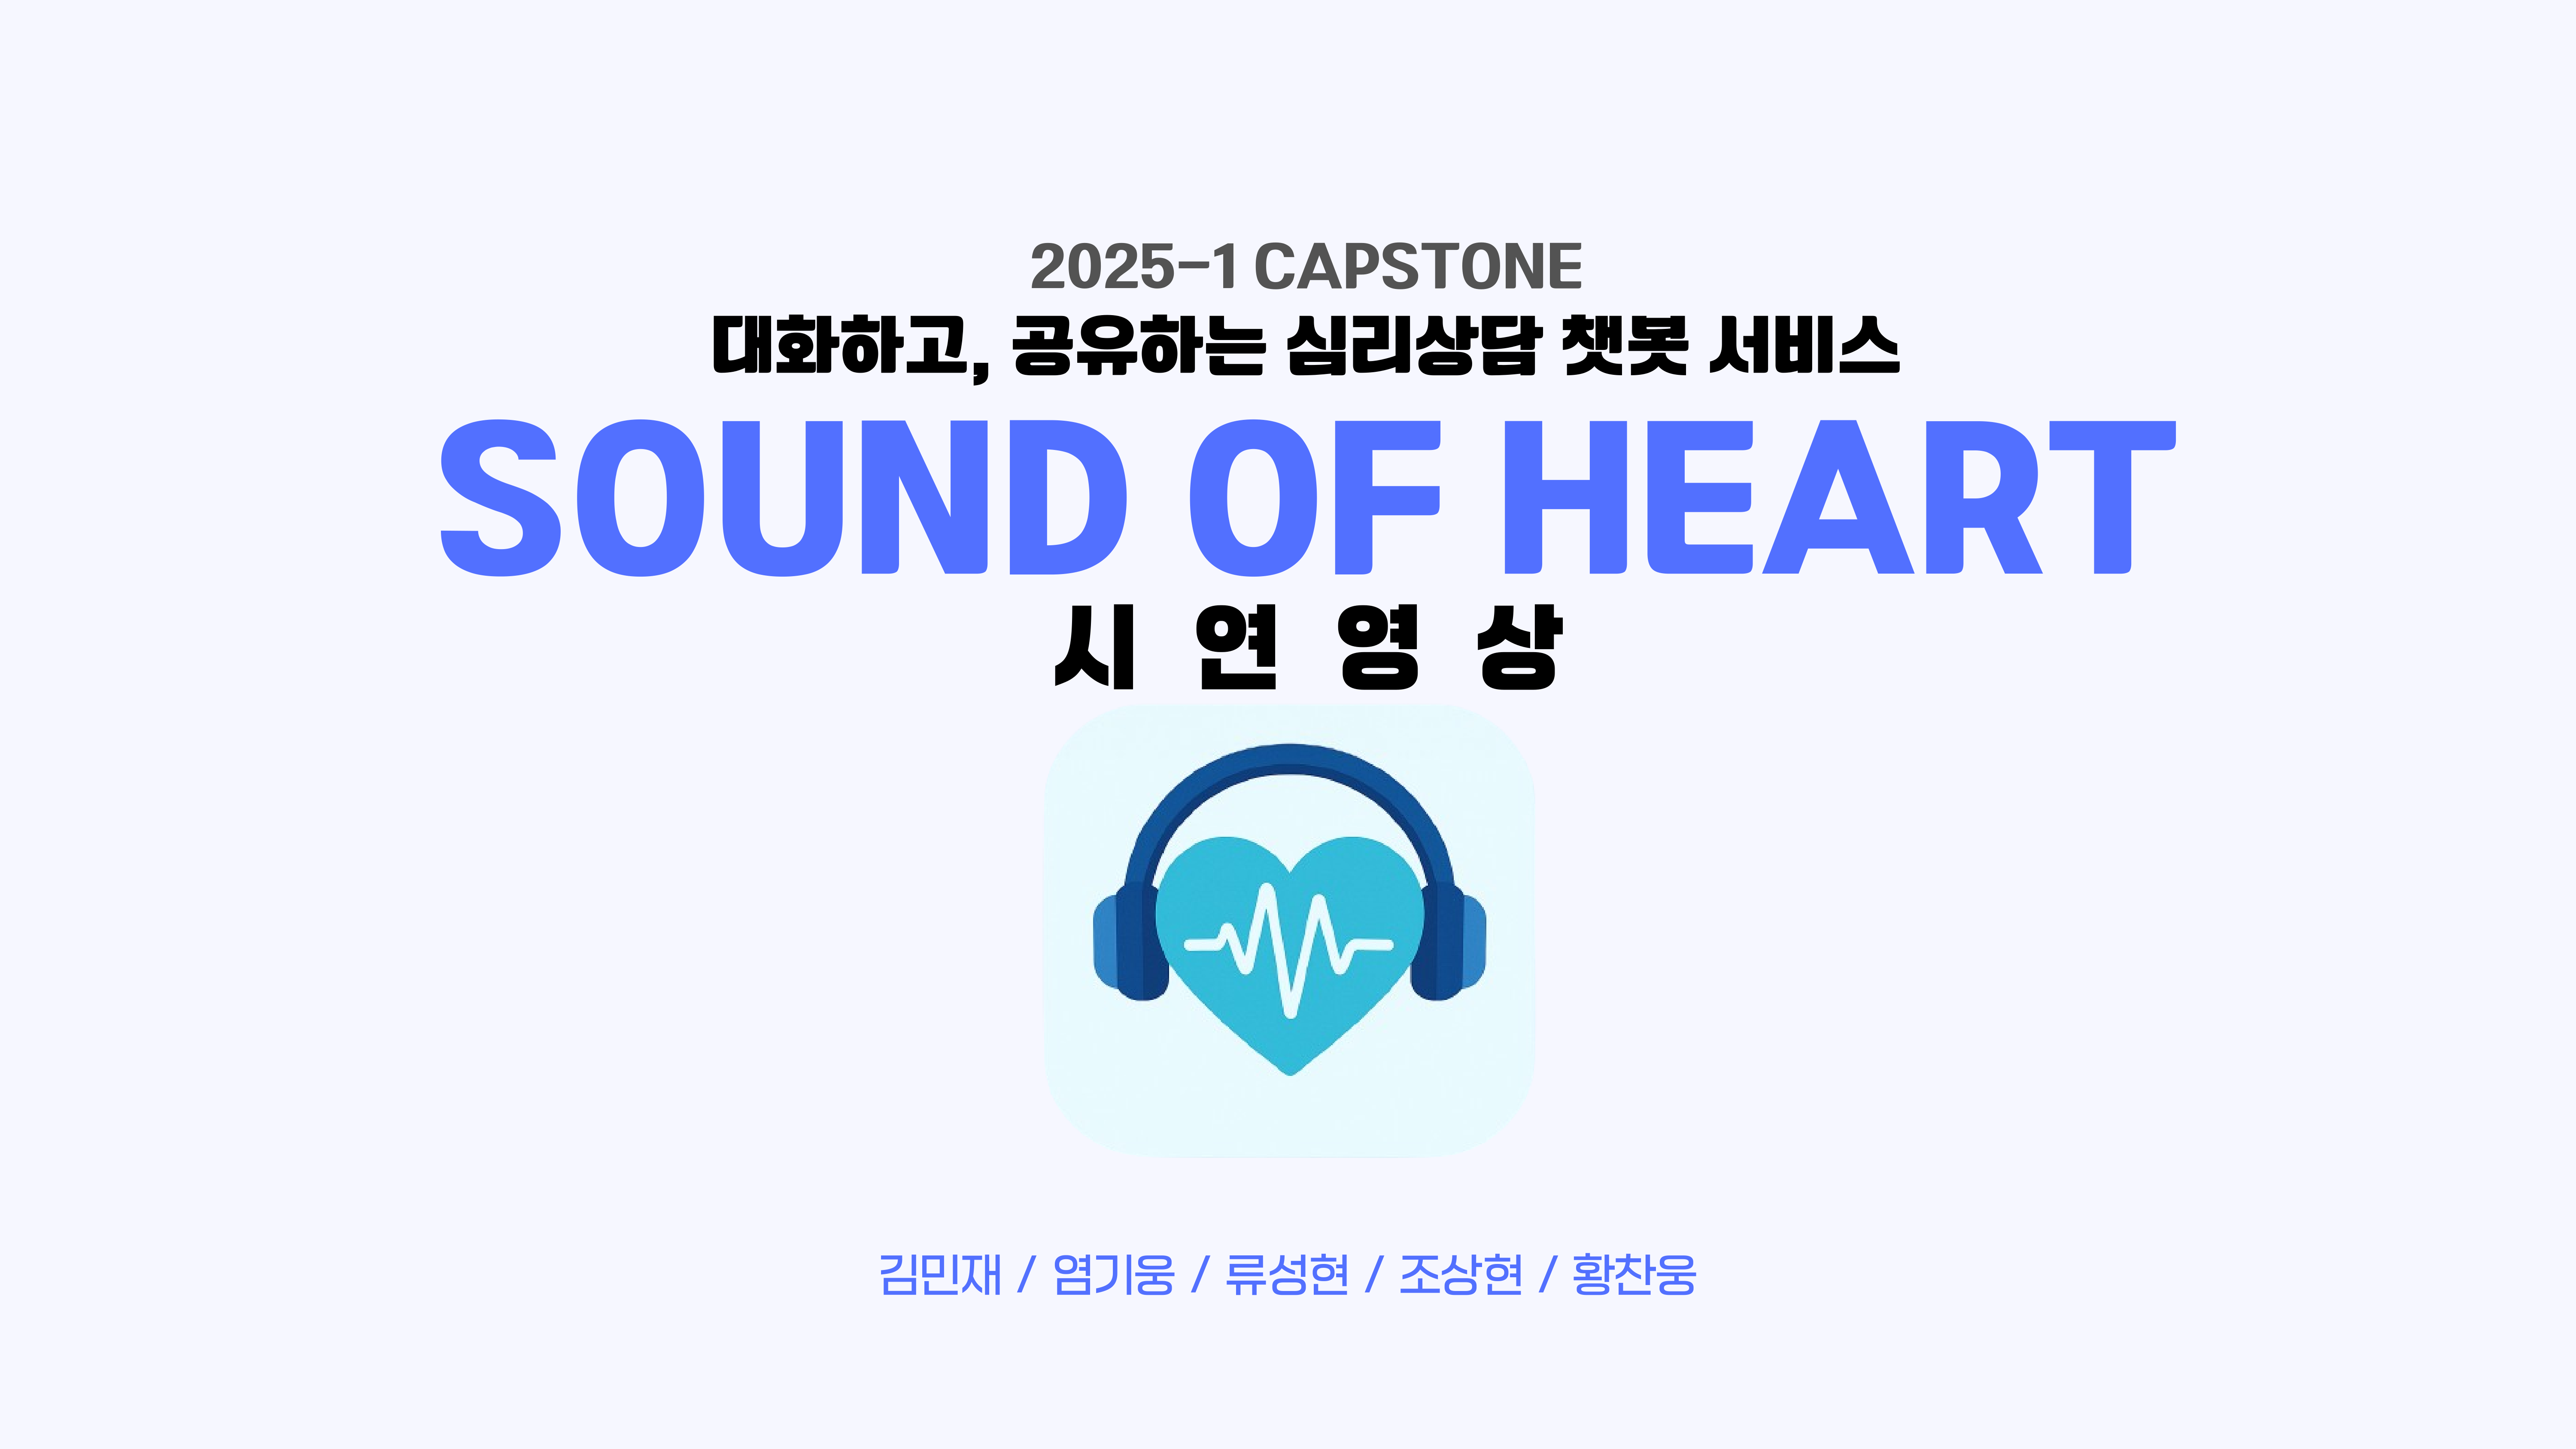 2025-1 CAPSTONE
대화하고, 공유하는 심리상담 챗봇 서비스
SOUND OF HEART
시 연 영 상
김민재 / 염기웅 / 류성현 / 조상현 / 황찬웅